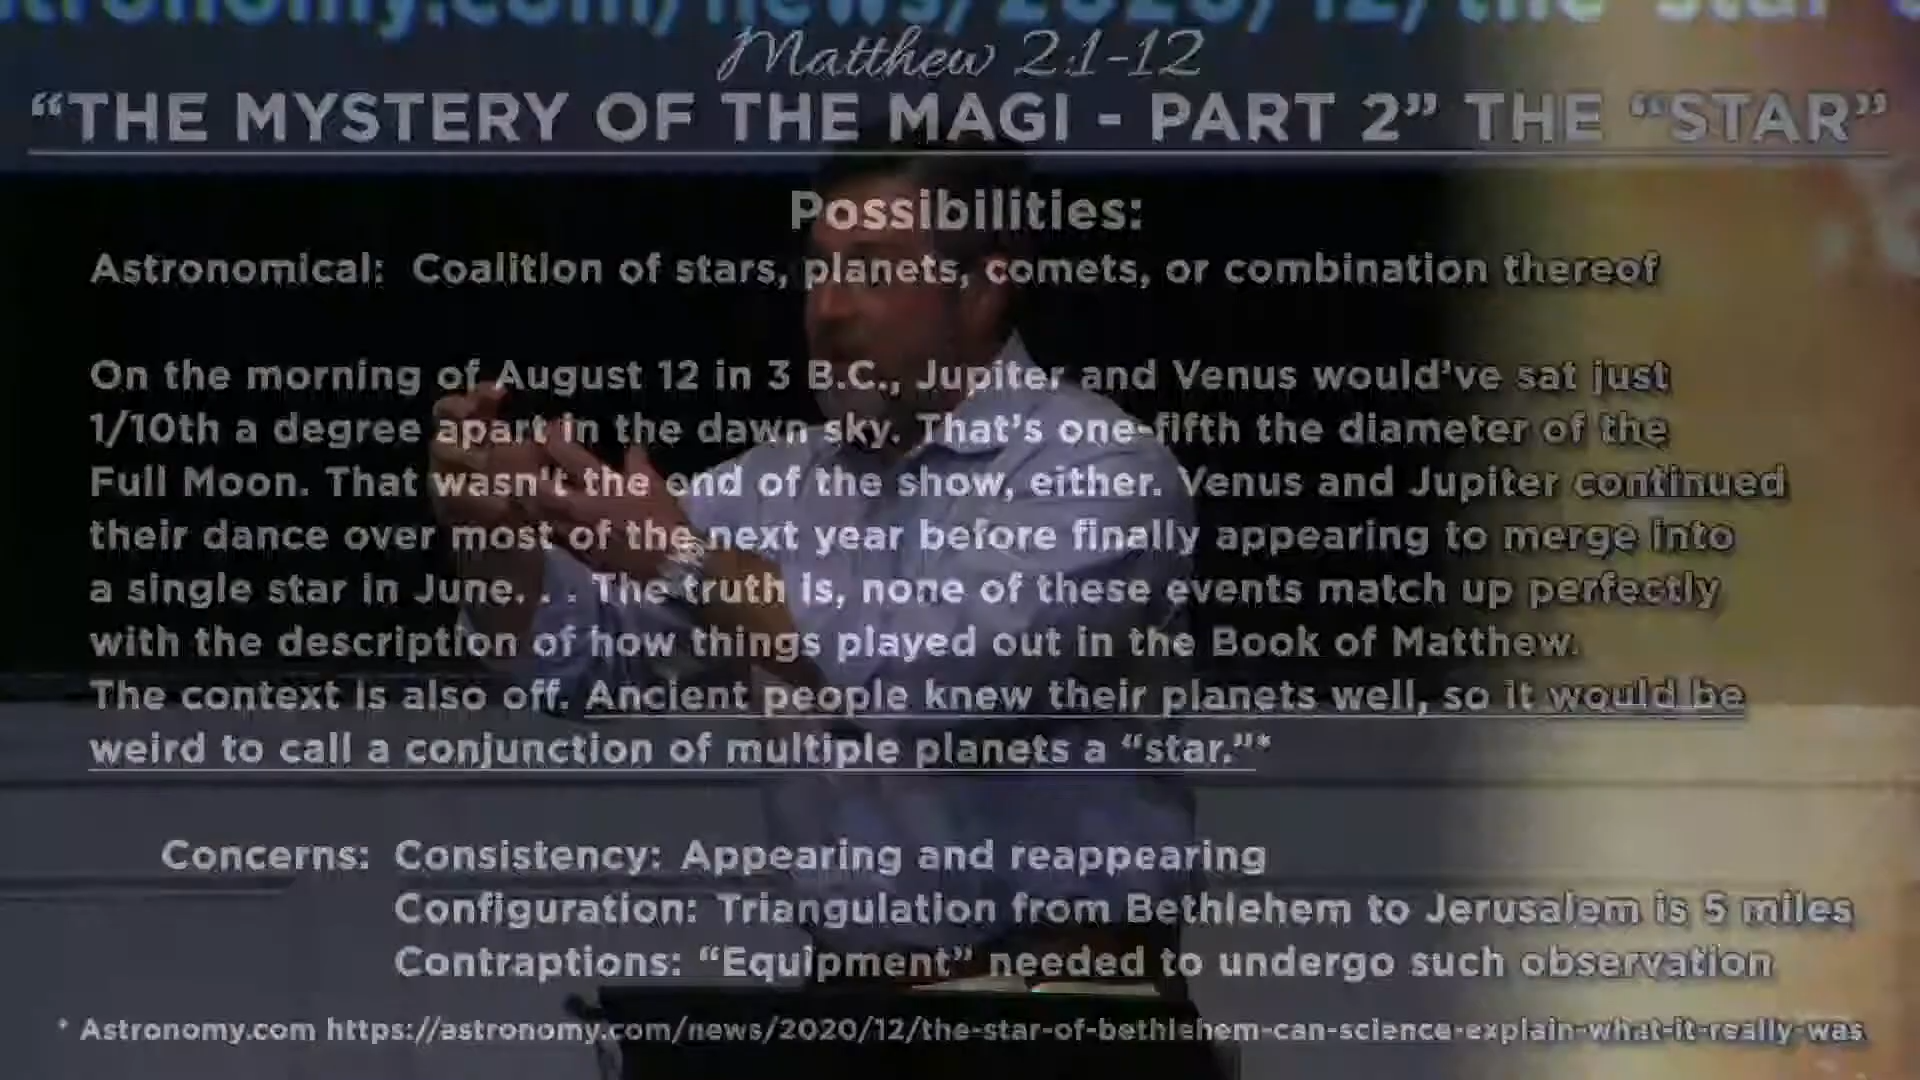 astronomy.com/news/2020/12/the-star-
Matthew 2:1-12
“THE MYSTERY OF THE MAGI - PART 2” THE “STAR”
Possibilities:
Astronomical: Coalition of stars, planets, comets, or combination thereof
On the morning of August 12 in 3 B.C., Jupiter and Venus would’ve sat just
1/10th a degree apart in the dawn sky. That’s one-fifth the diameter of the
Full Moon. That wasn’t the end of the show, either. Venus and Jupiter continued
their dance over most of the next year before finally appearing to merge into
a single star in June. . . The truth is, none of these events match up perfectly
with the description of how things played out in the Book of Matthew.
The context is also off. Ancient people knew their planets well, so it would be
weird to call a conjunction of multiple planets a “star.”*
Concerns: Consistency: Appearing and reappearing
Configuration: Triangulation from Bethlehem to Jerusalem is 5 miles
Contraptions: “Equipment” needed to undergo such observation
* Astronomy.com https://astronomy.com/news/2020/12/the-star-of-bethlehem-can-science-explain-what-it-really-was